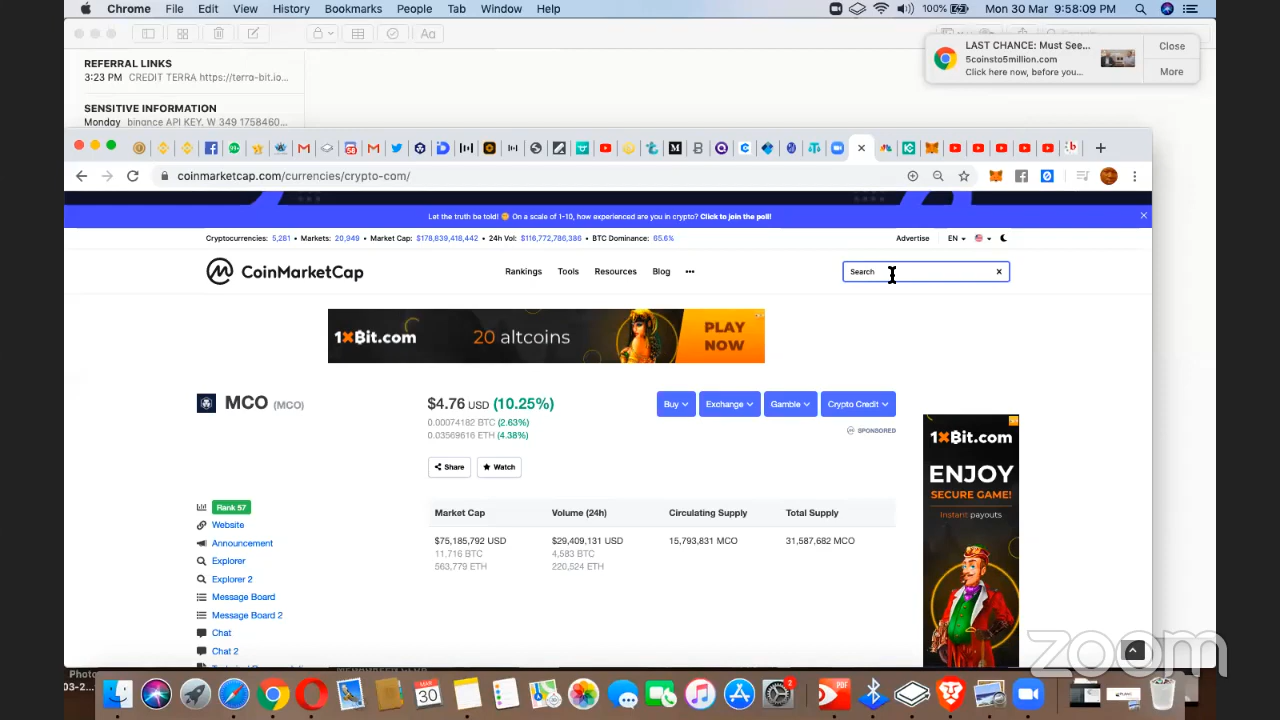 Chrome File Edit View History Bookmarks People Tab Window Help 100% Mon 30 Mar 9:58:09 PM
Aa
LAST CHANCE: Must See...
5coinsto5million.com
Click here now, before you...
Close
More
REFERRAL LINKS
3:23 PM CREDIT TERRA https://terra-bit.io...
SENSITIVE INFORMATION
Monday binance API KEY, W 349 1758460...
coinmarketcap.com/currencies/crypto-com/
Let the truth be told! On a scale of 1-10, how experienced are you in crypto? Click to join the poll!
Cryptocurrencies: 5,281 • Markets: 20,949 • Market Cap: $178,839,418,442 • 24h Vol: $116,772,786,386 • BTC Dominance: 65.6%
Advertise EN
CoinMarketCap
Rankings Tools Resources Blog
Search
1XBit.com 20 altcoins PLAY NOW
MCO (MCO)
$4.76 USD (10.25%)
0.00074182 BTC (2.63%)
0.03569616 ETH (4.38%)
Buy Exchange Gamble Crypto Credit
SPONSORED
Share Watch
Rank 57
Website
Announcement
Explorer
Explorer 2
Message Board
Message Board 2
Chat
Chat 2
Market Cap Volume (24h) Circulating Supply Total Supply
$75,185,792 USD $29,409,131 USD 15,793,831 MCO 31,587,682 MCO
11,716 BTC 4,583 BTC
563,779 ETH 220,524 ETH
1XBit.com
ENJOY
SECURE GAME!
Instant payouts
zoom
Photo
03-2...
MAR
30
PDF
2